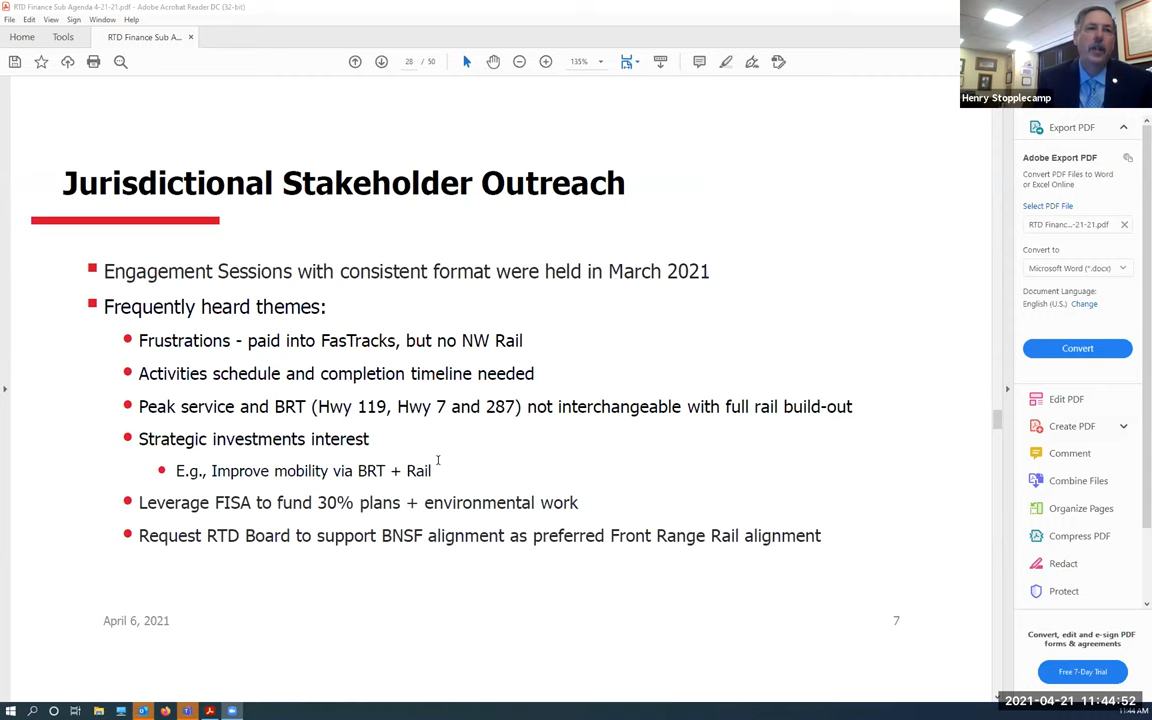 RTD Finance Sub Agenda 4-21-21.pdf - Adobe Acrobat Reader DC (32-bit)
File Edit View Sign Window Help
Home Tools RTD Finance Sub A... ×
28 / 50 135%
Henry Stopplecamp
Jurisdictional Stakeholder Outreach
Engagement Sessions with consistent format were held in March 2021
Frequently heard themes:
Frustrations - paid into FasTracks, but no NW Rail
Activities schedule and completion timeline needed
Peak service and BRT (Hwy 119, Hwy 7 and 287) not interchangeable with full rail build-out
Strategic investments interest
E.g., Improve mobility via BRT + Rail
Leverage FISA to fund 30% plans + environmental work
Request RTD Board to support BNSF alignment as preferred Front Range Rail alignment
April 6, 2021
7
Export PDF
Adobe Export PDF
Convert PDF Files to Word
or Excel Online
Select PDF File
RTD Financ...-21-21.pdf
Convert to
Microsoft Word (*.docx)
Document Language:
English (U.S.) Change
Convert
Edit PDF
Create PDF
Comment
Combine Files
Organize Pages
Compress PDF
Redact
Protect
Convert, edit and e-sign PDF
forms & agreements
Free 7-Day Trial
2021-04-21 11:44:52
11:44 AM